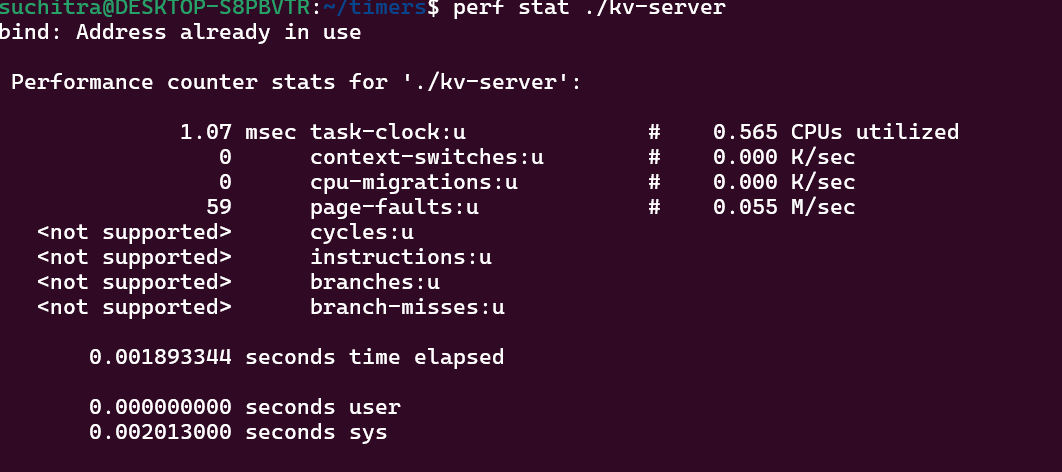 suchitra@DESKTOP-S8PBVTR:~/timers$ perf stat ./kv-server
bind: Address already in use
Performance counter stats for './kv-server':
1.07 msec task-clock:u # 0.565 CPUs utilized
0 context-switches:u # 0.000 K/sec
0 cpu-migrations:u # 0.000 K/sec
59 page-faults:u # 0.055 M/sec
<not supported> cycles:u
<not supported> instructions:u
<not supported> branches:u
<not supported> branch-misses:u
0.001893344 seconds time elapsed
0.000000000 seconds user
0.002013000 seconds sys